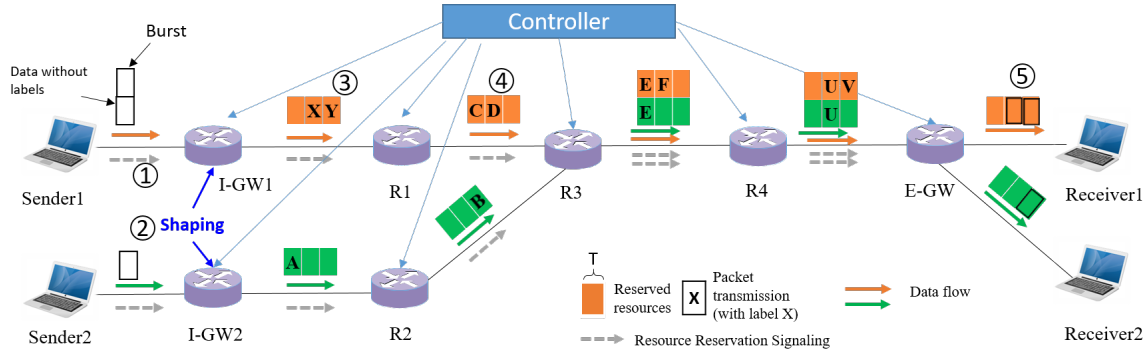 Controller
Burst
Data without
labels
③
④
⑤
X Y
C D
E F
E
U V
U
①
Sender1
I-GW1
R1
R3
R4
E-GW
Receiver1
②
Shaping
B
A
Sender2
I-GW2
R2
T
Reserved
resources
X
Packet
transmission
(with label X)
Data flow
Resource Reservation Signaling
Receiver2